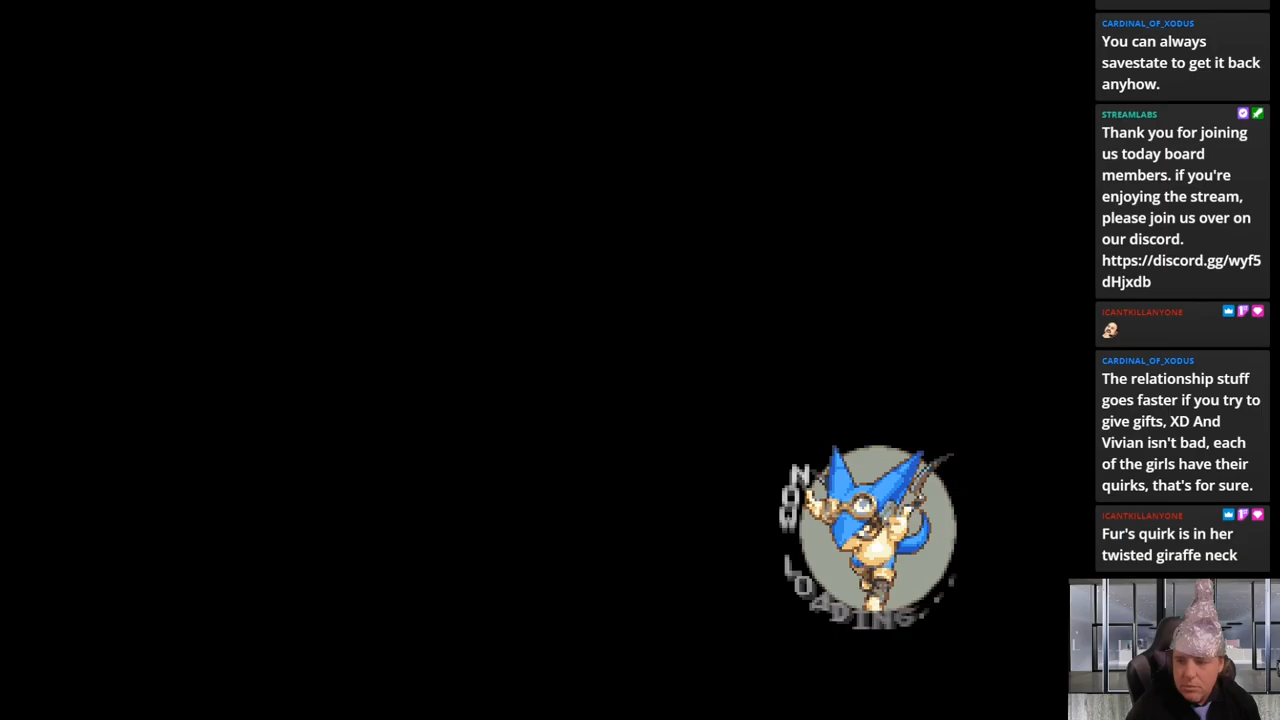 CARDINAL_OF_XODUS
You can always
savestate to get it back
anyhow.
STREAMLABS
Thank you for joining
us today board
members. if you're
enjoying the stream,
please join us over on
our discord.
https://discord.gg/wyf5
dHjxdb
ICANTKILLANYONE
CARDINAL_OF_XODUS
The relationship stuff
goes faster if you try to
give gifts, XD And
Vivian isn't bad, each
of the girls have their
quirks, that's for sure.
ICANTKILLANYONE
Fur's quirk is in her
twisted giraffe neck
NOW
LOADING...